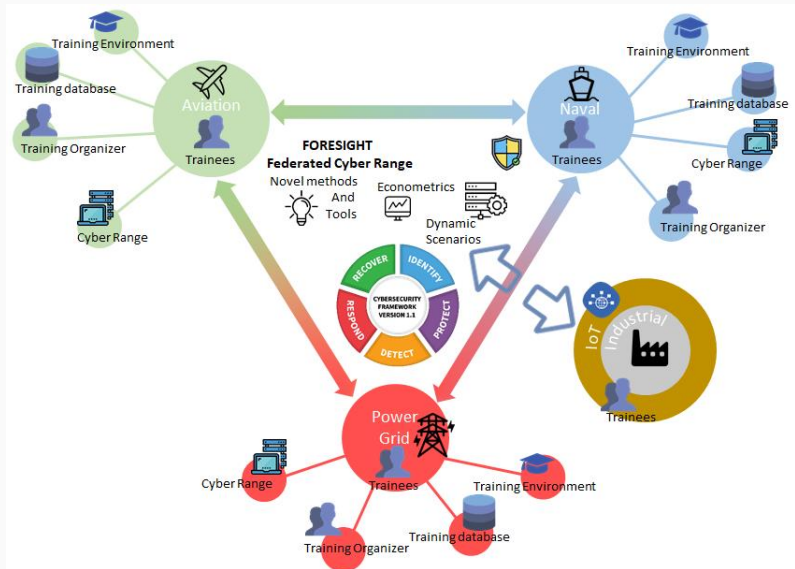 Training Environment
Training database
Training Organizer
Cyber Range
Aviation
Trainees
Naval
Trainees
Training Environment
Training database
Cyber Range
Training Organizer
FORESIGHT
Federated Cyber Range
Novel methods
And
Tools
Econometrics
Dynamic
Scenarios
RECOVER
IDENTIFY
PROTECT
DETECT
RESPOND
CYBERSECURITY
FRAMEWORK
VERSION 1.1
IoT
Industrial
Trainees
Power
Grid
Trainees
Cyber Range
Training Organizer
Training database
Training Environment